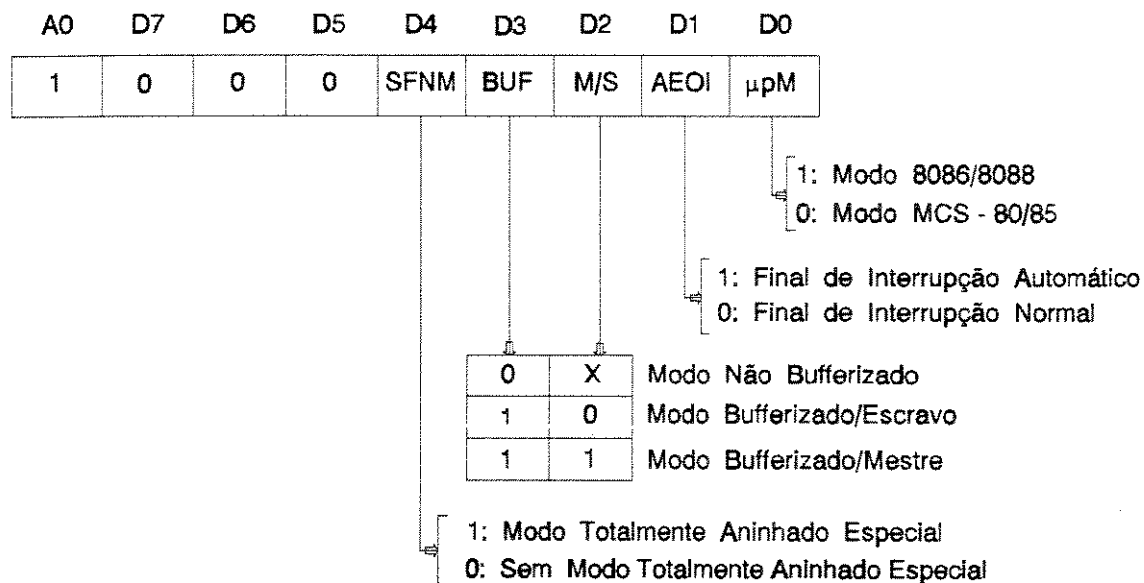 A0 D7 D6 D5 D4 D3 D2 D1 D0
1 0 0 0 SFNM BUF M/S AEOI μpM
1: Modo 8086/8088
0: Modo MCS - 80/85
1: Final de Interrupção Automático
0: Final de Interrupção Normal
0 X Modo Não Bufferizado
1 0 Modo Bufferizado/Escravo
1 1 Modo Bufferizado/Mestre
1: Modo Totalmente Aninhado Especial
0: Sem Modo Totalmente Aninhado Especial